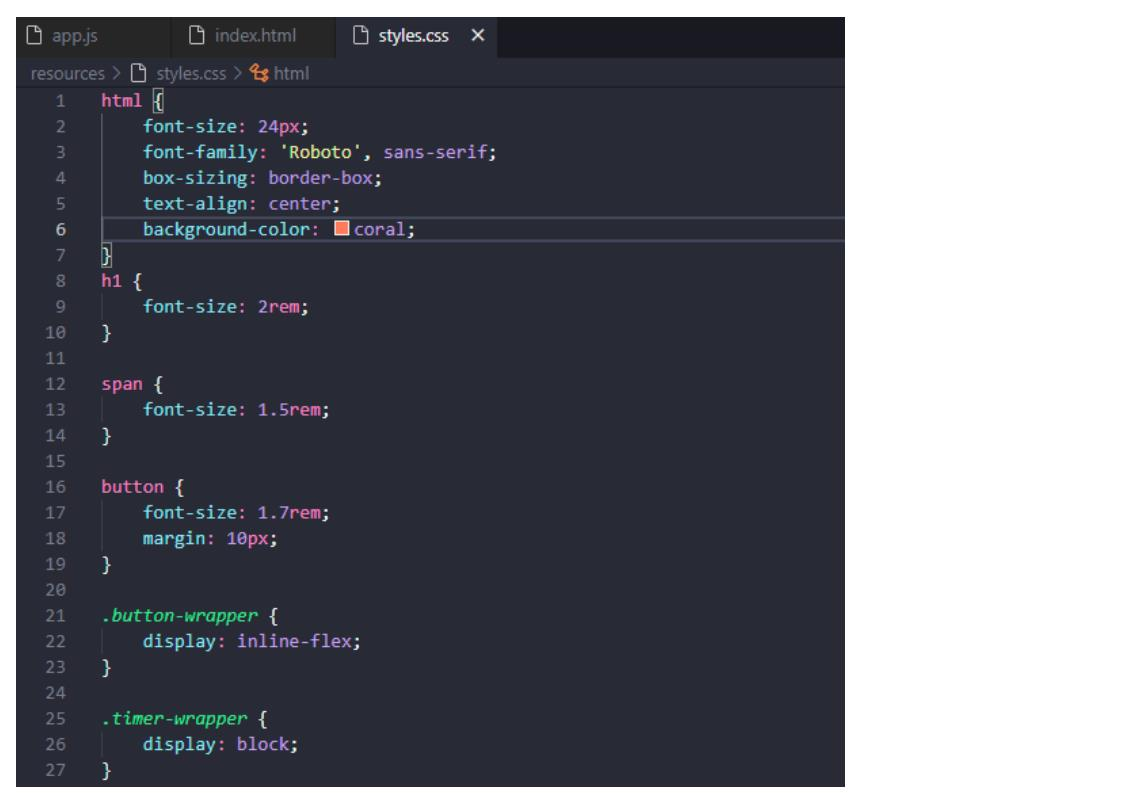 app.js index.html styles.css ×
resources > styles.css > html
1 html {
2     font-size: 24px;
3     font-family: 'Roboto', sans-serif;
4     box-sizing: border-box;
5     text-align: center;
6     background-color: coral;
7 }
8 h1 {
9     font-size: 2rem;
10 }
11
12 span {
13     font-size: 1.5rem;
14 }
15
16 button {
17     font-size: 1.7rem;
18     margin: 10px;
19 }
20
21 .button-wrapper {
22     display: inline-flex;
23 }
24
25 .timer-wrapper {
26     display: block;
27 }